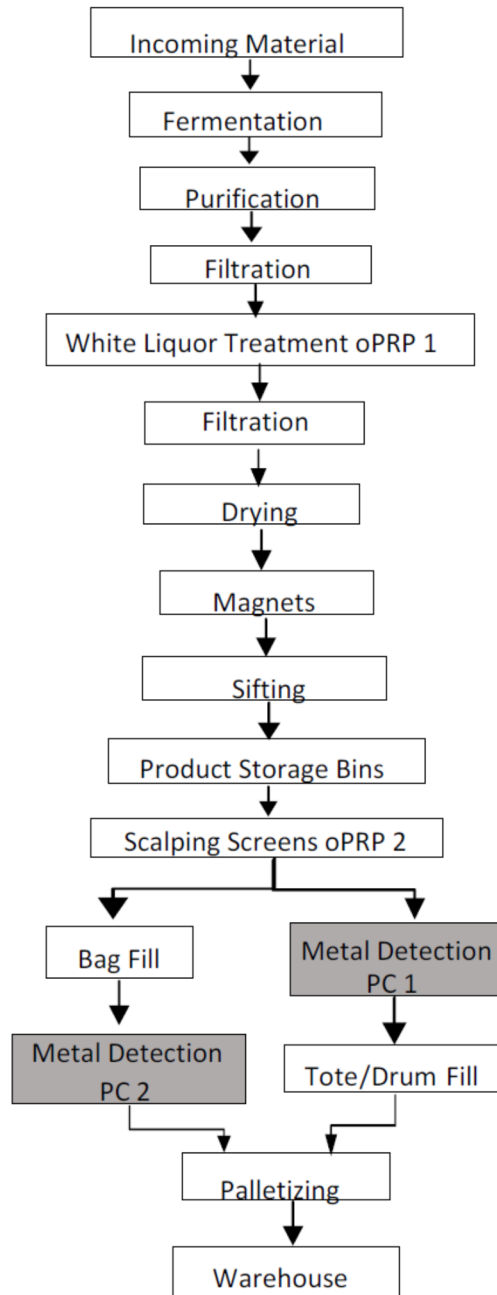 Incoming Material
Fermentation
Purification
Filtration
White Liquor Treatment oPRP 1
Filtration
Drying
Magnets
Sifting
Product Storage Bins
Scalping Screens oPRP 2
Bag Fill
Metal Detection
PC 1
Metal Detection
PC 2
Tote/Drum Fill
Palletizing
Warehouse